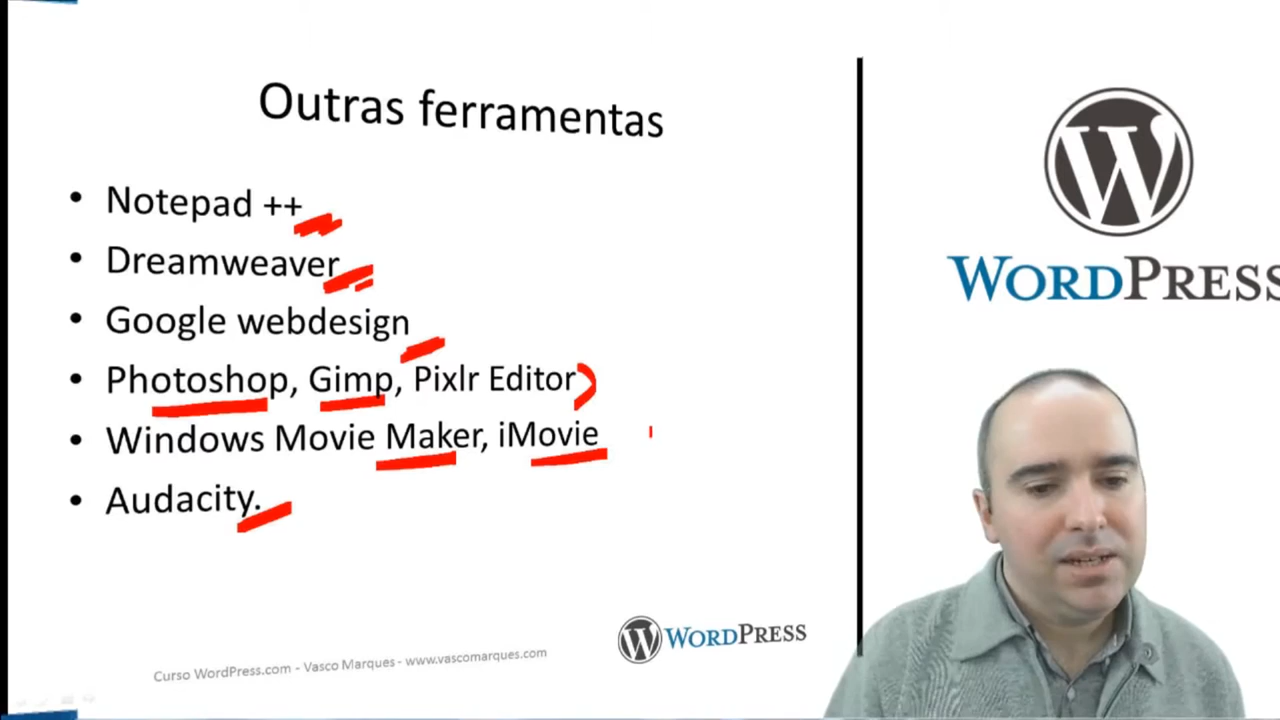 Outras ferramentas
• Notepad ++
• Dreamweaver
• Google webdesign
• Photoshop, Gimp, Pixlr Editor
• Windows Movie Maker, iMovie
• Audacity.
WORDPRESS
WORDPRESS
Curso WordPress.com - Vasco Marques - www.vascomarques.com